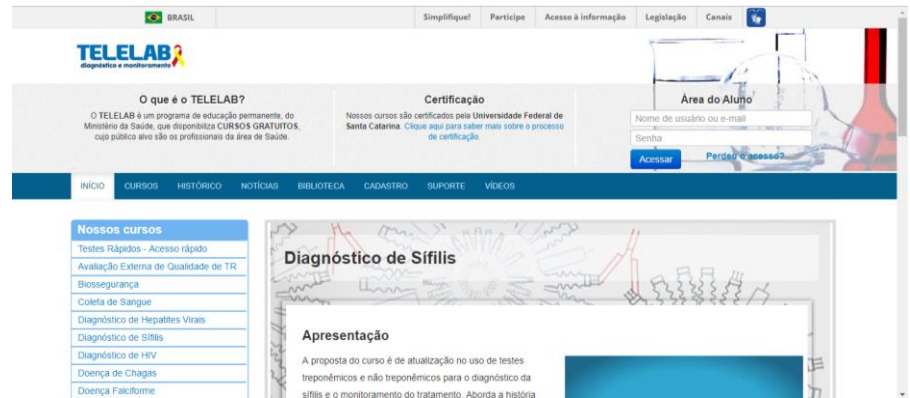 BRASIL
Simplifique!
Participe
Acesso à informação
Legislação
Canais
TELELAB
diagnóstico e monitoramento
O que é o TELELAB?
O TELELAB é um programa de educação permanente, do
Ministério da Saúde, que disponibiliza CURSOS GRATUITOS,
cujo público alvo são os profissionais da área de Saúde.
Certificação
Nossos cursos são certificados pela Universidade Federal de
Santa Catarina. Clique aqui para saber mais sobre o processo
de certificação.
Área do Aluno
Nome de usuário ou e-mail
Senha
Acessar
Perdeu o acesso?
INÍCIO
CURSOS
HISTÓRICO
NOTÍCIAS
BIBLIOTECA
CADASTRO
SUPORTE
VÍDEOS
Nossos cursos
Testes Rápidos - Acesso rápido
Avaliação Externa de Qualidade de TR
Biossegurança
Coleta de Sangue
Diagnóstico de Hepatites Virais
Diagnóstico de Sífilis
Diagnóstico de HIV
Doença de Chagas
Doença Falciforme
Diagnóstico de Sífilis
Apresentação
A proposta do curso é de atualização no uso de testes
treponêmicos e não treponêmicos para o diagnóstico da
sífilis e o monitoramento do tratamento. Aborda a história